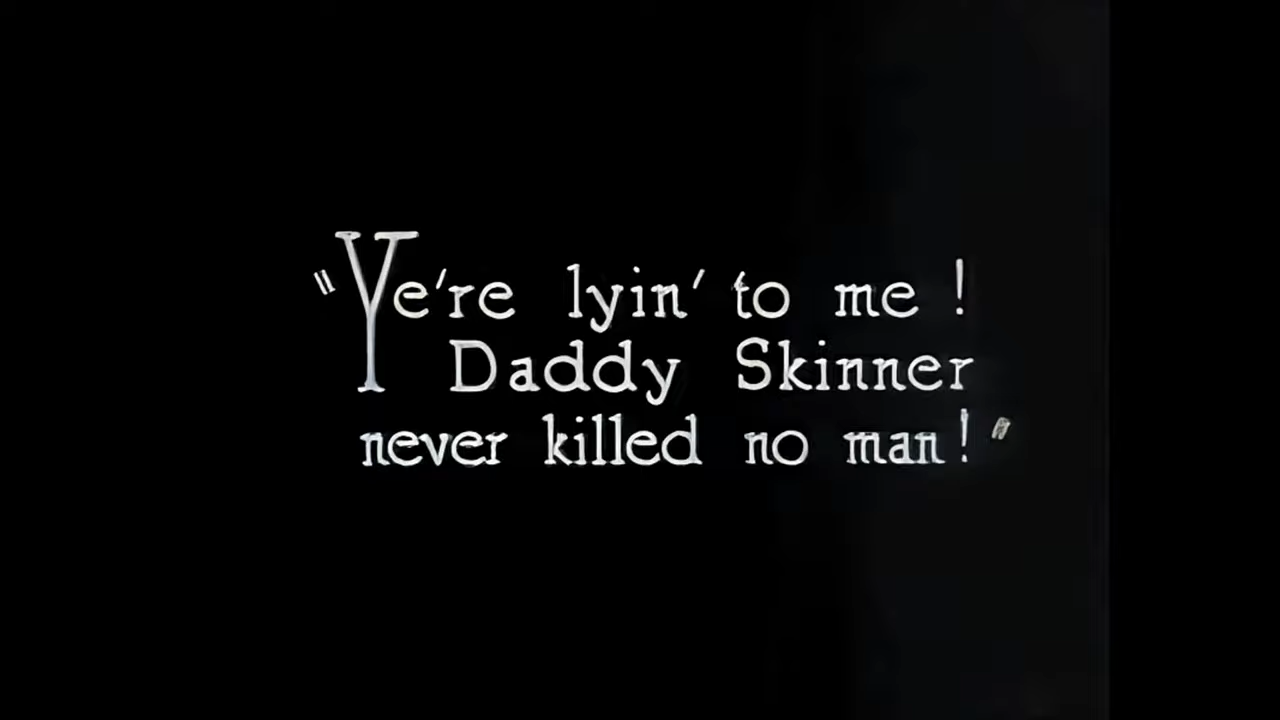 "Ye're lyin' to me !
Daddy Skinner
never killed no man! "